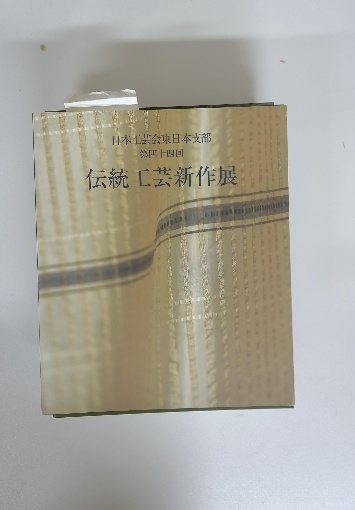 日本工芸会東日本支部
第四十四回
伝統工芸新作展